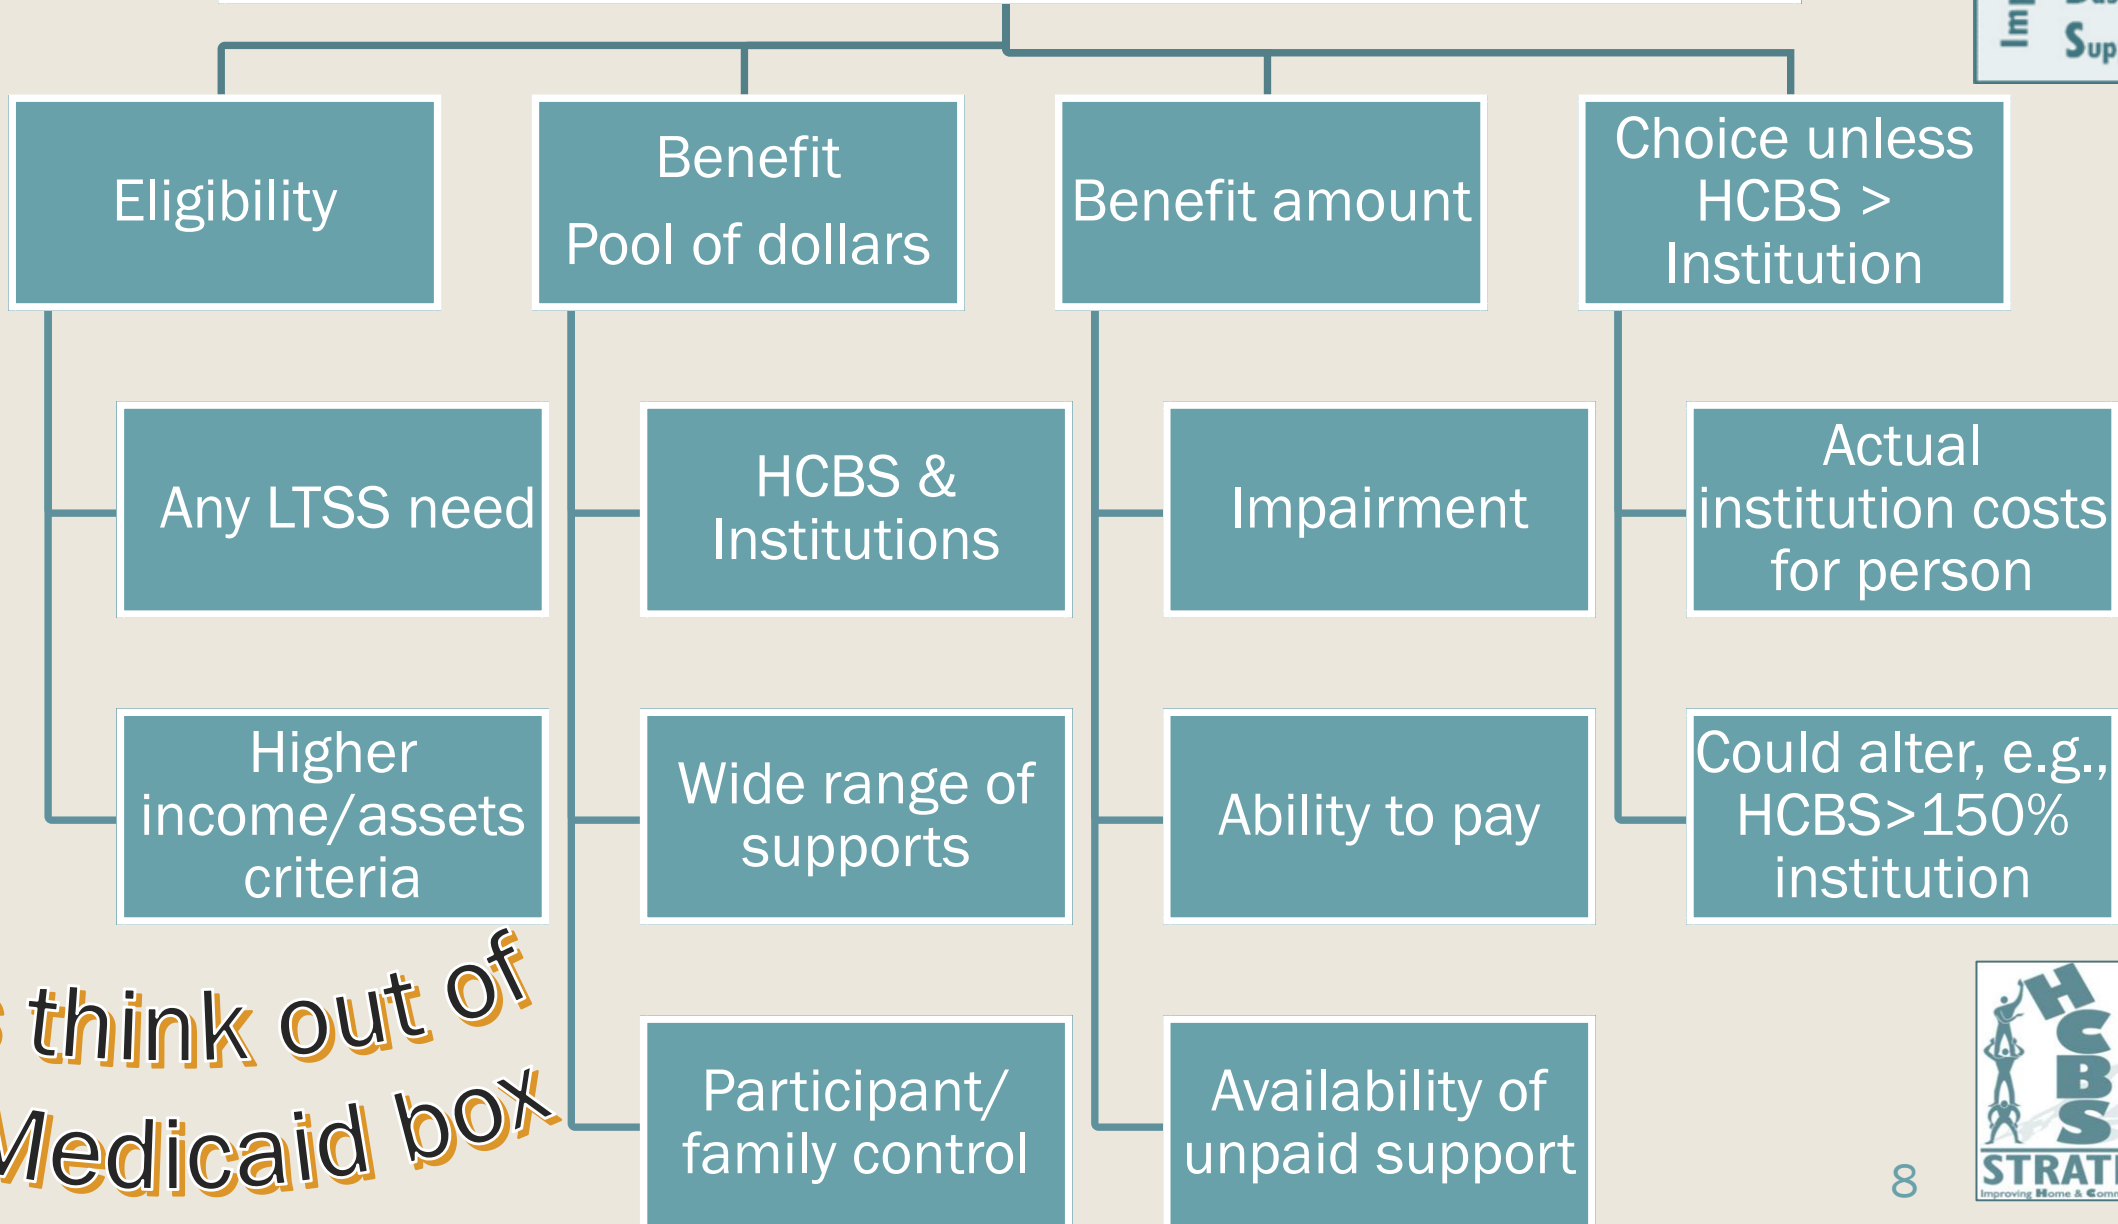 Eligibility
Benefit
Pool of dollars
Benefit amount
Choice unless
HCBS >
Institution
Any LTSS need
HCBS &
Institutions
Impairment
Actual
institution costs
for person
Higher
income/assets
criteria
Wide range of
supports
Ability to pay
Could alter, e.g.,
HCBS>150%
institution
think out of
Medicaid box
Participant/
family control
Availability of
unpaid support
8
HCBS